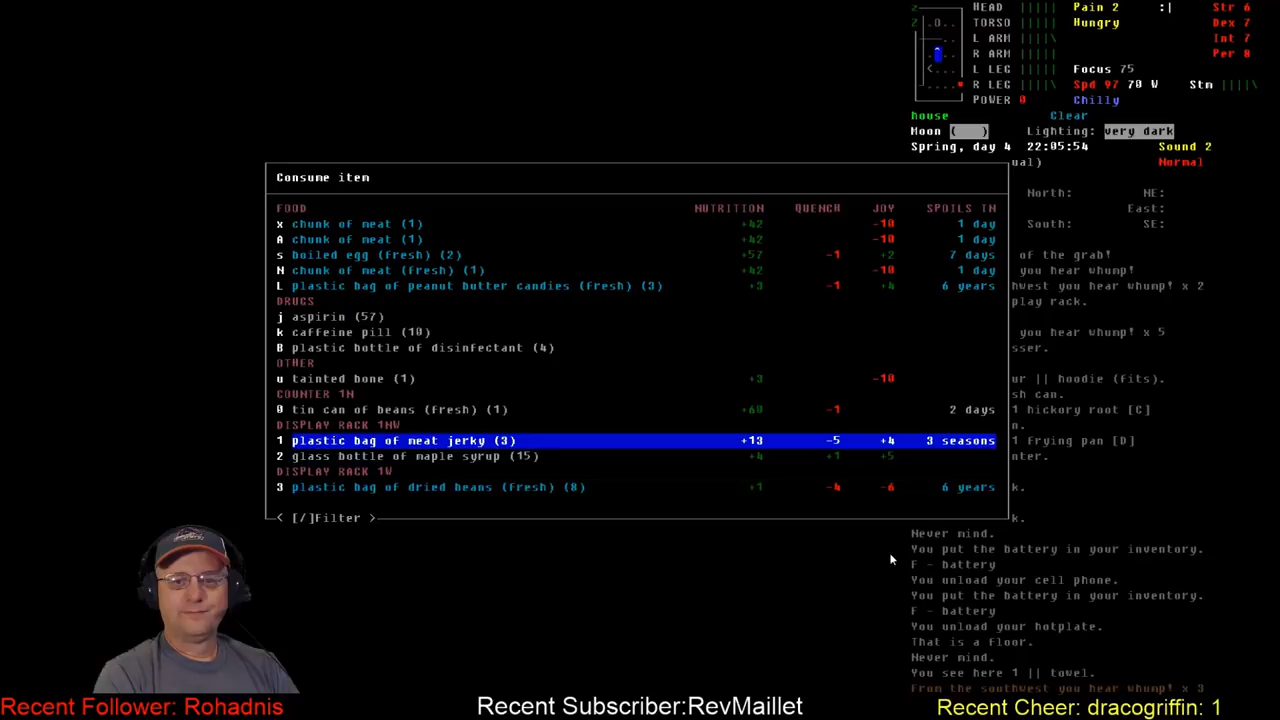 HEAD ||||| Pain 2 :| Str 6
TORSO ||||| Hungry Dex 7
L ARM ||||\ Int 7
R ARM ||||| Per 8
L LEG ||||| Focus 75
R LEG ||||\ Spd 97 70 W Stm ||||\
POWER 0 Chilly
house Clear
Moon ( ) Lighting: very dark
Spring, day 4 22:05:54 Sound 2
ual) Normal
Consume item
North: NE:
East:
South: SE:
FOOD NUTRITION QUENCH JOY SPOILS IN
x chunk of meat (1) +42 -10 1 day
A chunk of meat (1) +42 -10 1 day
s boiled egg (fresh) (2) +57 -1 +2 7 days
N chunk of meat (fresh) (1) +42 -10 1 day
L plastic bag of peanut butter candies (fresh) (3) +3 -1 +4 6 years
DRUGS
j aspirin (57)
k caffeine pill (10)
B plastic bottle of disinfectant (4)
OTHER
u tainted bone (1) +3 -10
COUNTER 1N
0 tin can of beans (fresh) (1) +60 -1 2 days
DISPLAY RACK 1NW
1 plastic bag of meat jerky (3) +13 -5 +4 3 seasons
2 glass bottle of maple syrup (15) +4 +1 +5
DISPLAY RACK 1W
3 plastic bag of dried beans (fresh) (8) +1 -4 -6 6 years
< [/]Filter >
of the grab!
you hear whump!
hwest you hear whump! x 2
play rack.
you hear whump! x 5
sser.
ur || hoodie (fits).
sh can.
1 hickory root [C]
n.
1 frying pan [D]
nter.
k.
k.
Never mind.
You put the battery in your inventory.
F - battery
You unload your cell phone.
You put the battery in your inventory.
F - battery
You unload your hotplate.
That is a floor.
Never mind.
You see here 1 || towel.
From the southwest you hear whump! x 3
Recent Follower: Rohadnis
Recent Subscriber:RevMaillet
Recent Cheer: dracogriffin: 1